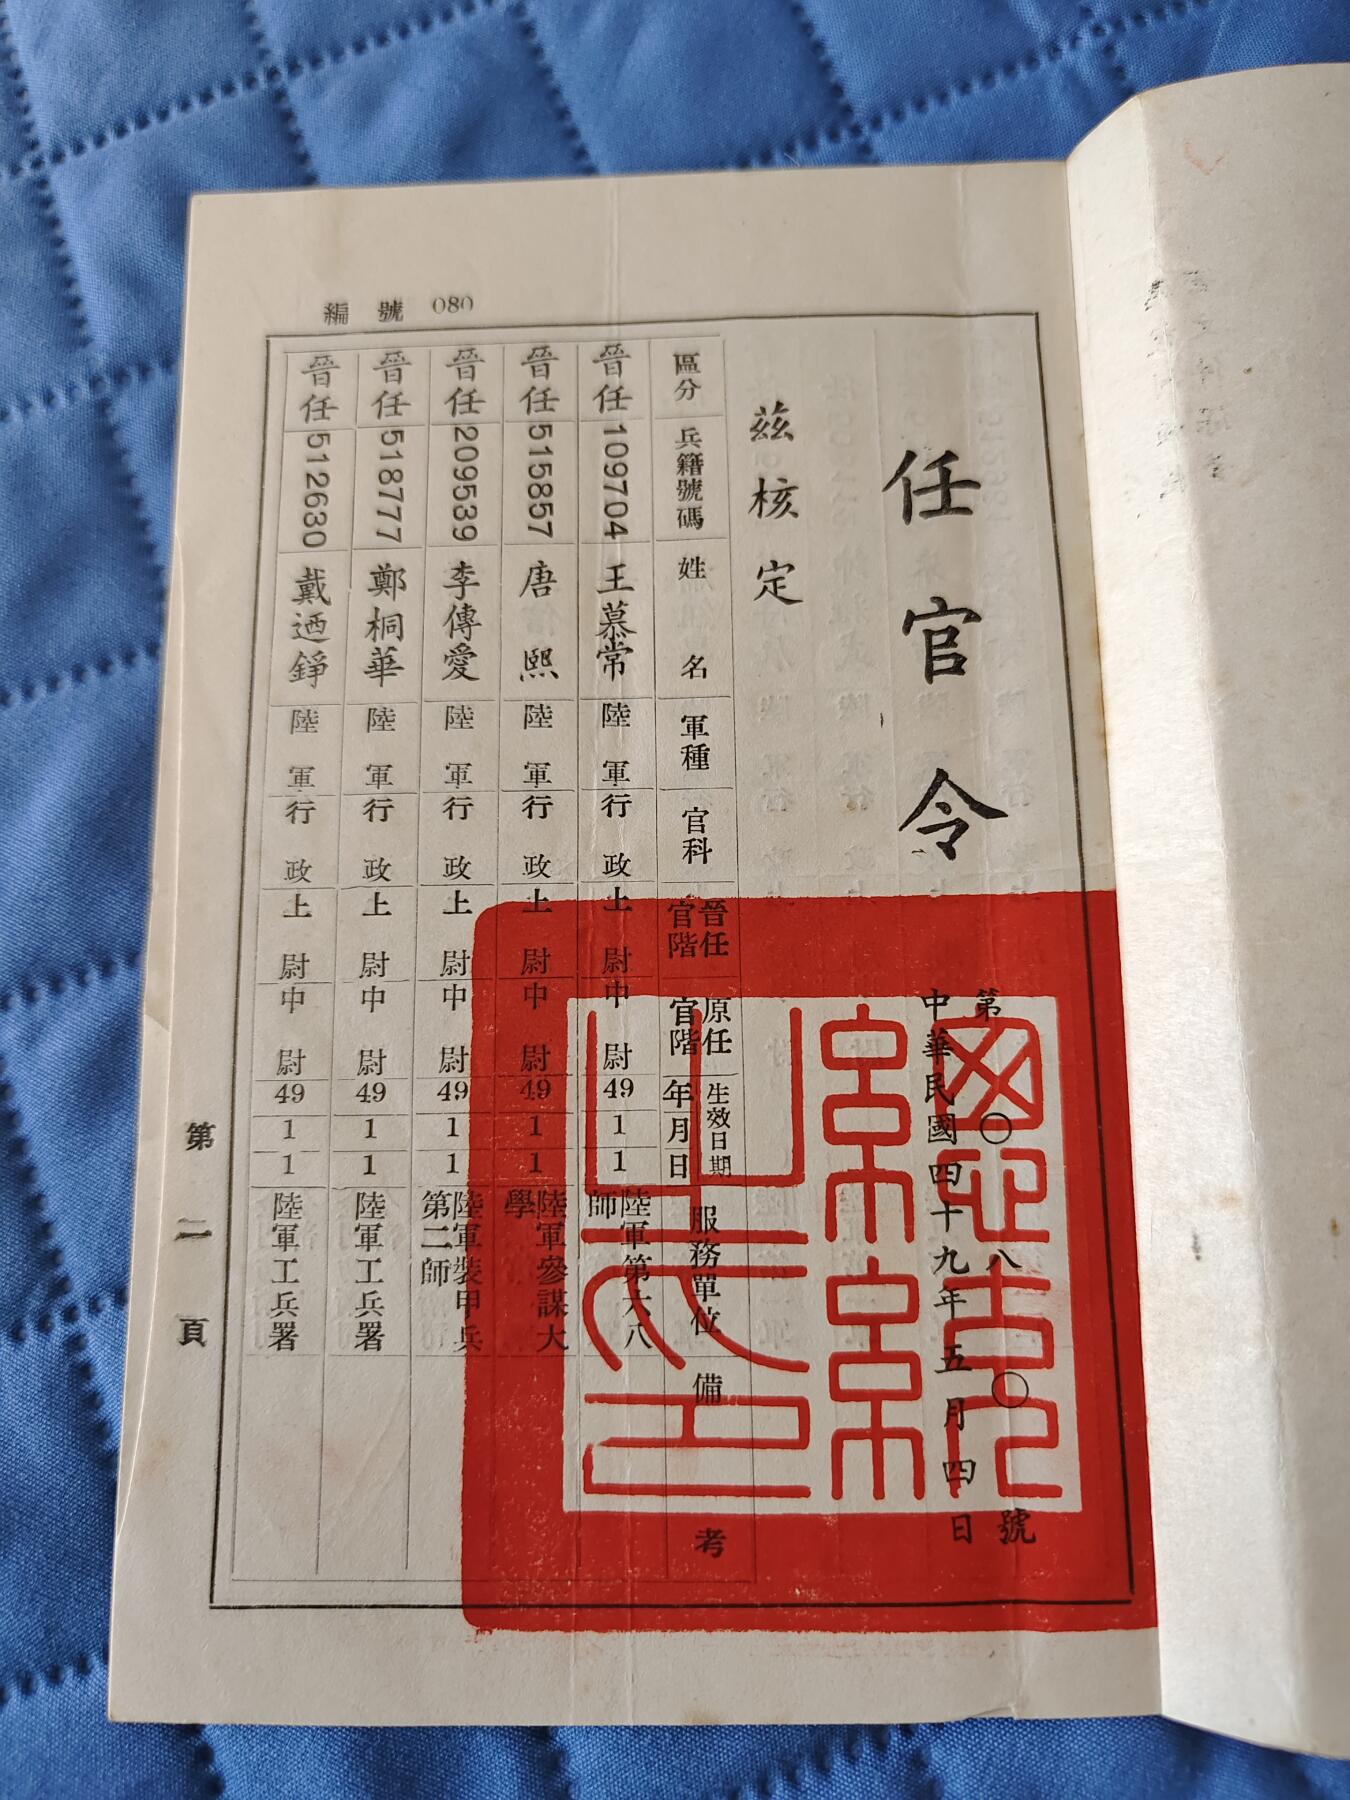 編號 080
任官令
第〇八〇號
中華民國四十九年五月四日
茲核定
區分 兵籍號碼 姓名 軍種 官科 晉任官階 原任官階 生效日期 年月日 服務單位 備考
晉任 109704 王慕常 陸軍 行政 上尉 中尉 49 1 1 陸軍第六八師
晉任 515857 唐熙 陸軍 行政 上尉 中尉 49 1 1 陸軍參謀大學
晉任 209539 李傳愛 陸軍 行政 上尉 中尉 49 1 1 陸軍裝甲兵第二師
晉任 518777 鄭桐華 陸軍 行政 上尉 中尉 49 1 1 陸軍工兵署
晉任 512630 戴迺錚 陸軍 行政 上尉 中尉 49 1 1 陸軍工兵署
第二頁